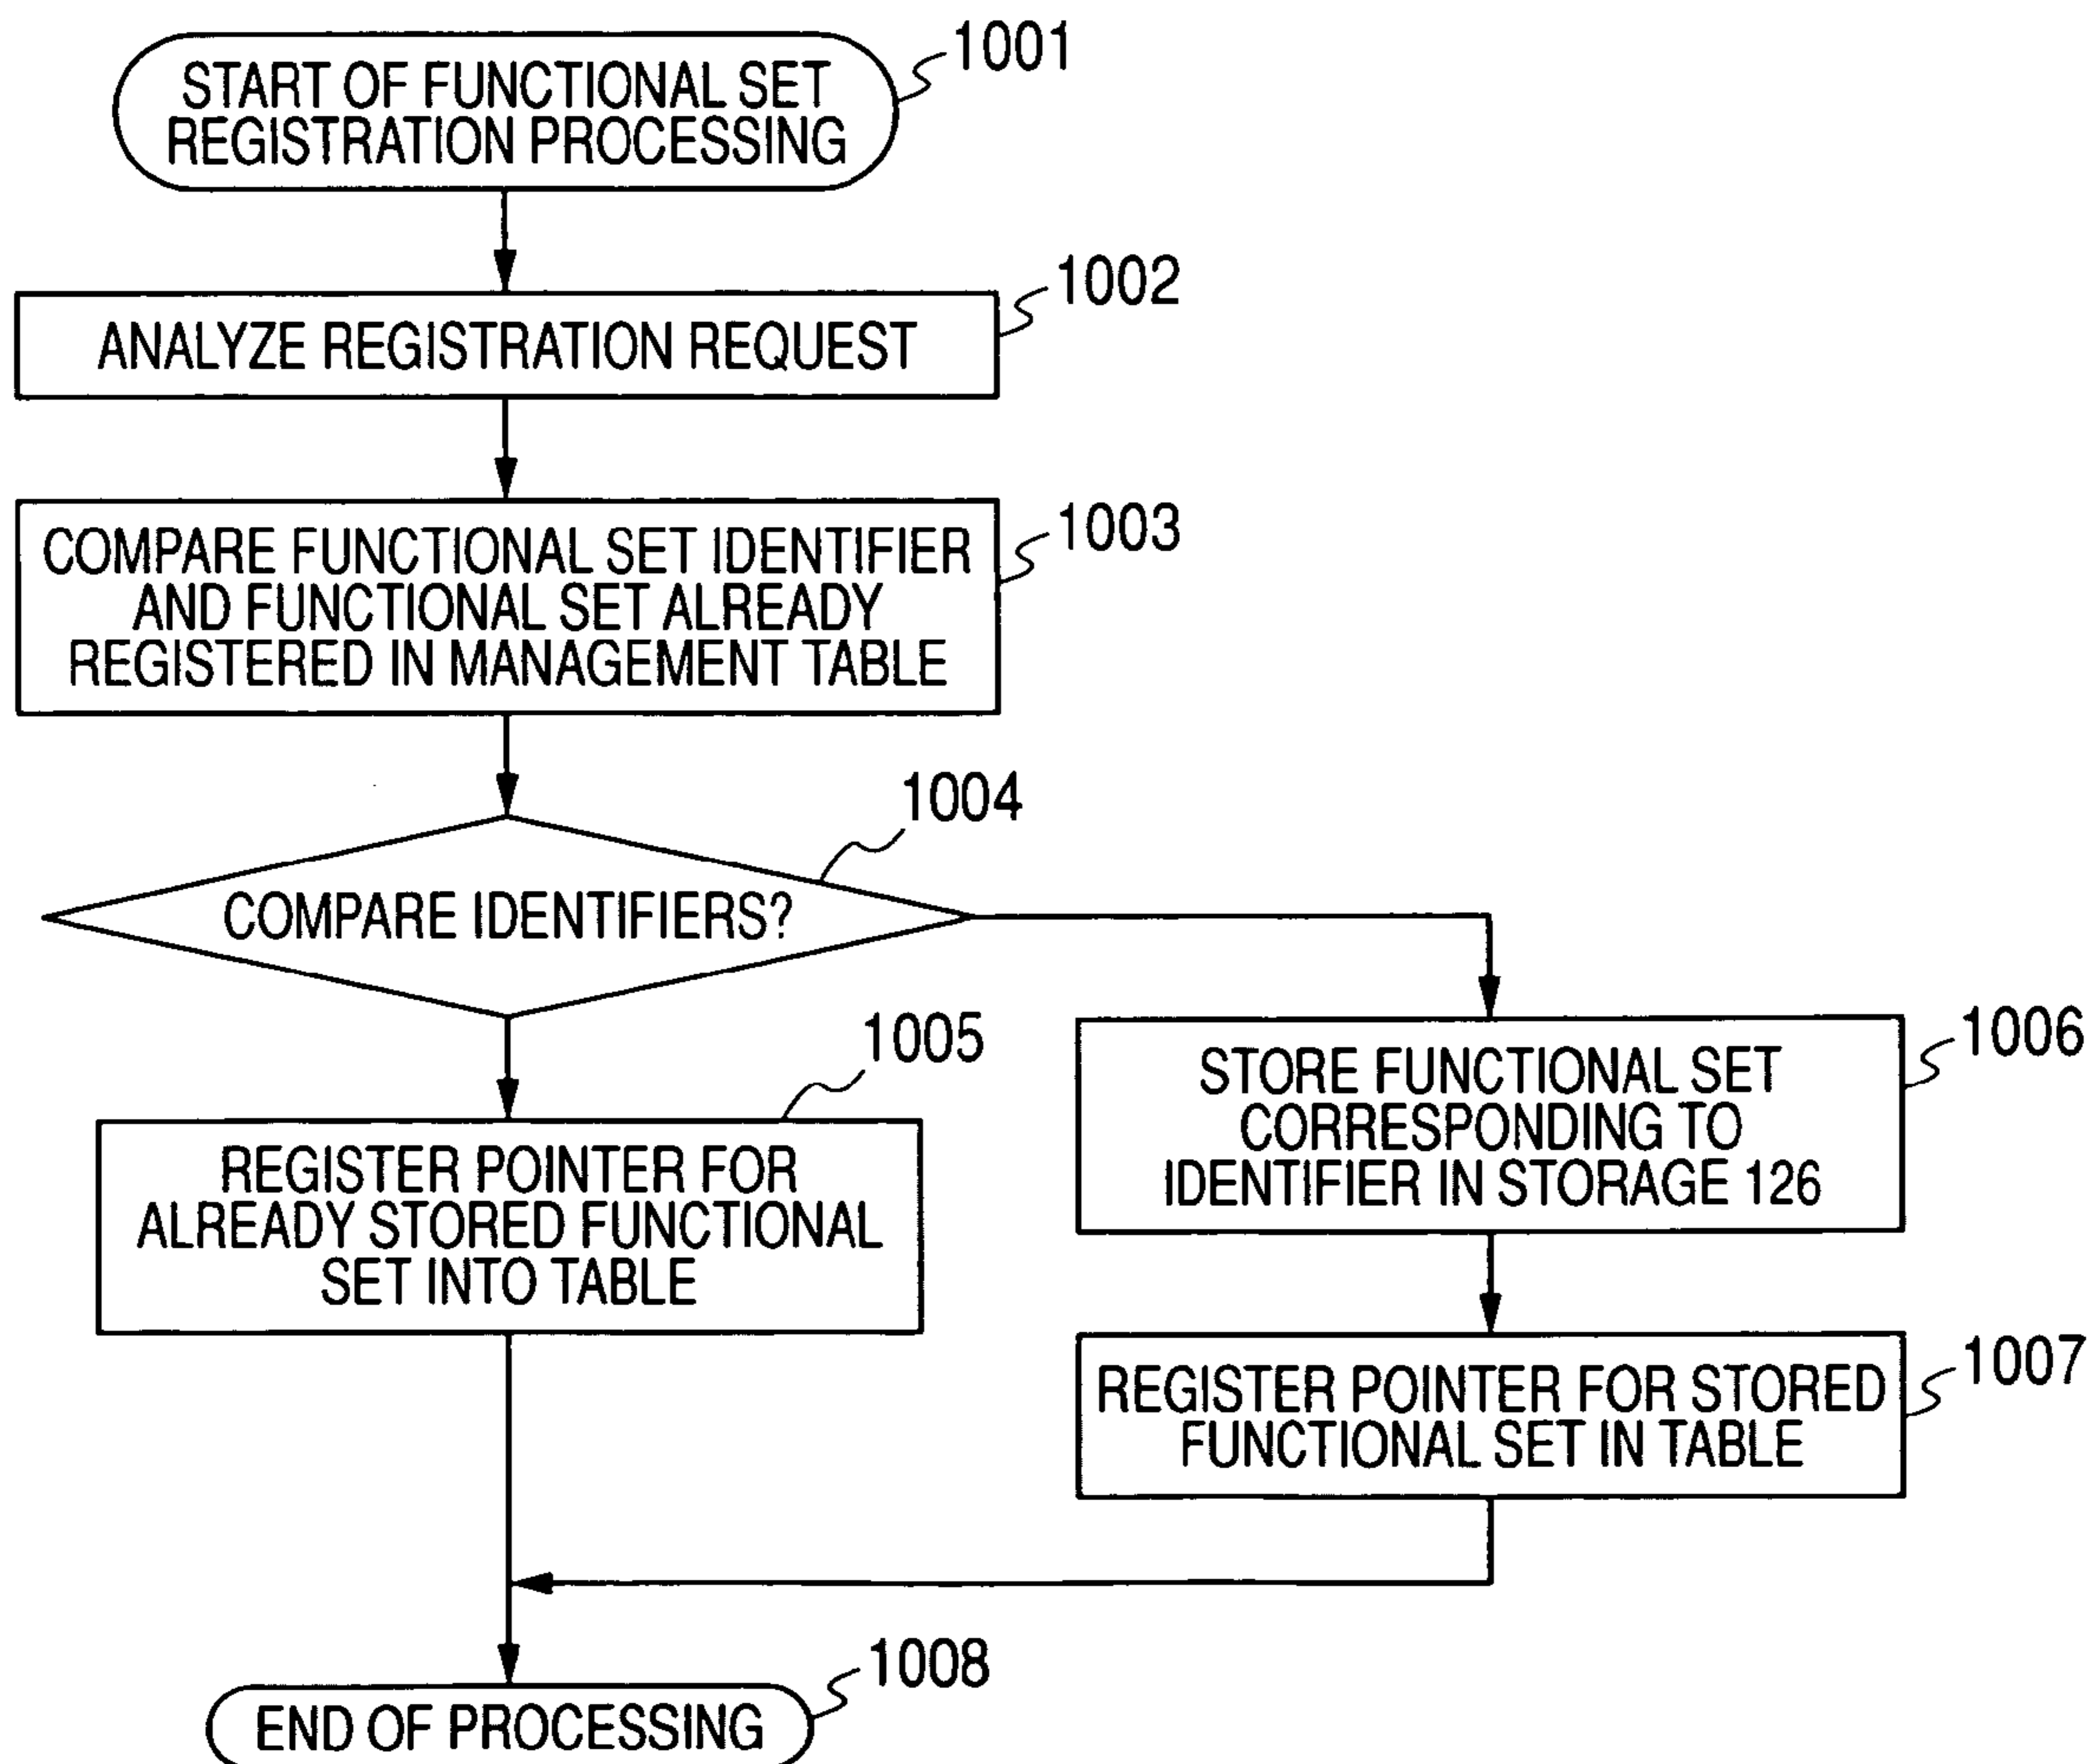 1001
START OF FUNCTIONAL SET
REGISTRATION PROCESSING
1002
ANALYZE REGISTRATION REQUEST
1003
COMPARE FUNCTIONAL SET IDENTIFIER
AND FUNCTIONAL SET ALREADY
REGISTERED IN MANAGEMENT TABLE
1004
COMPARE IDENTIFIERS?
1005
REGISTER POINTER FOR
ALREADY STORED FUNCTIONAL
SET INTO TABLE
1006
STORE FUNCTIONAL SET
CORRESPONDING TO
IDENTIFIER IN STORAGE 126
1007
REGISTER POINTER FOR STORED
FUNCTIONAL SET IN TABLE
1008
END OF PROCESSING